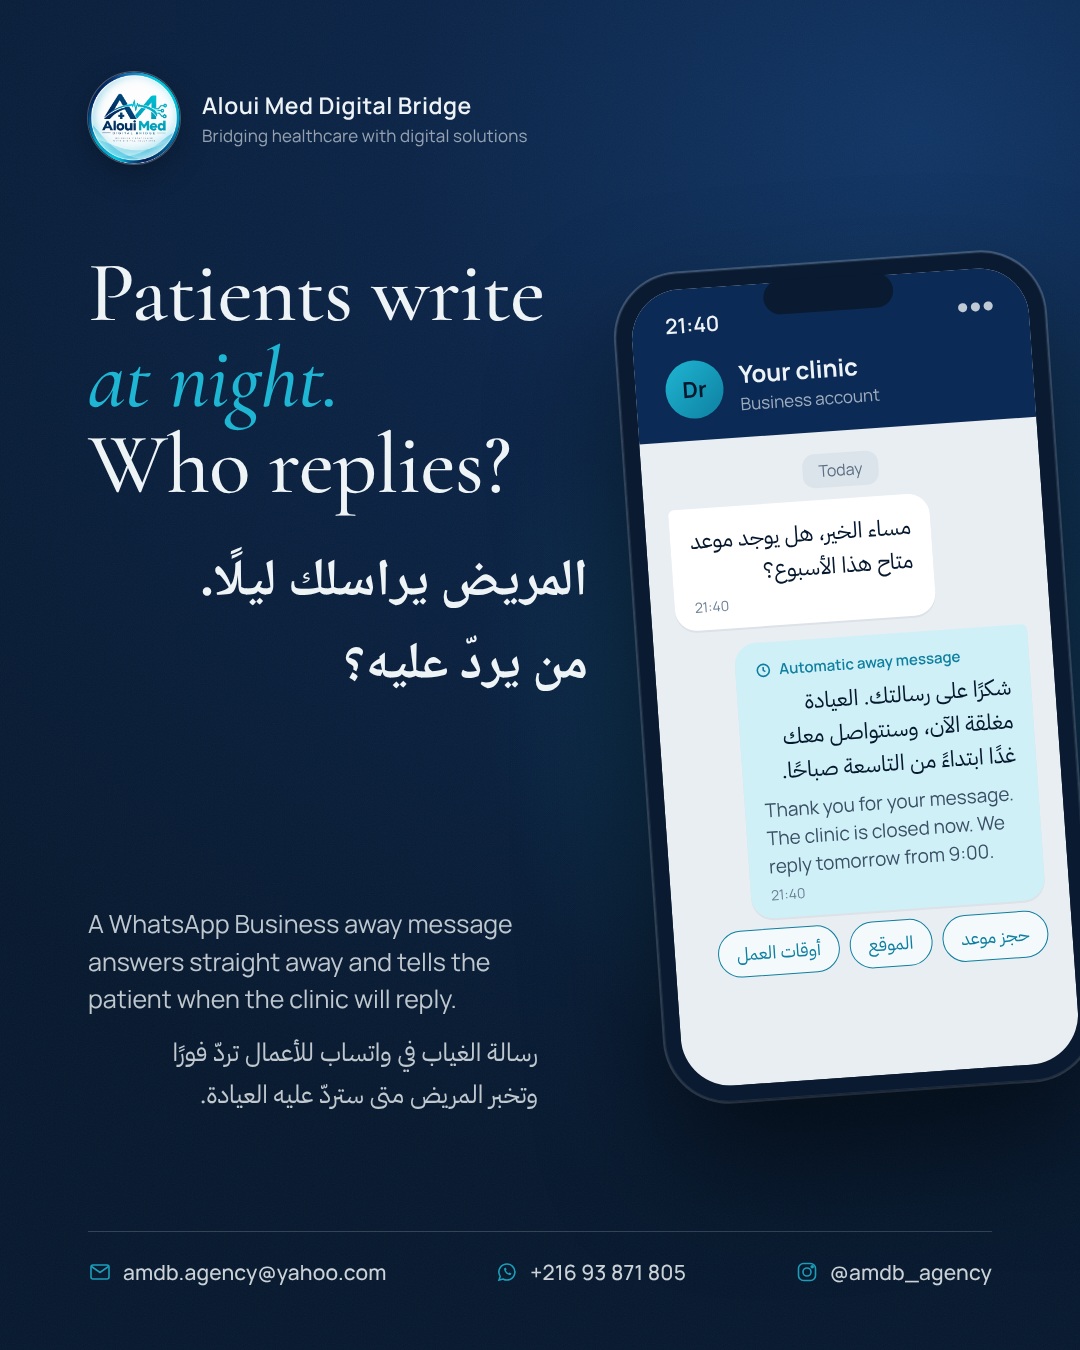 Aloui Med
DIGITAL BRIDGE
Aloui Med Digital Bridge
Bridging healthcare with digital solutions
Patients write
at night.
Who replies?
المريض يراسلك ليلًا.
من يردّ عليه؟
A WhatsApp Business away message
answers straight away and tells the
patient when the clinic will reply.
رسالة الغياب في واتساب للأعمال تردّ فورًا
وتخبر المريض متى ستردّ عليه العيادة.
21:40
Dr
Your clinic
Business account
Today
مساء الخير، هل يوجد موعد
متاح هذا الأسبوع؟
21:40
Automatic away message
شكرًا على رسالتك. العيادة
مغلقة الآن، وسنتواصل معك
غدًا ابتداءً من التاسعة صباحًا.
Thank you for your message.
The clinic is closed now. We
reply tomorrow from 9:00.
21:40
حجز موعد
الموقع
أوقات العمل
amdb.agency@yahoo.com
+216 93 871 805
@amdb_agency